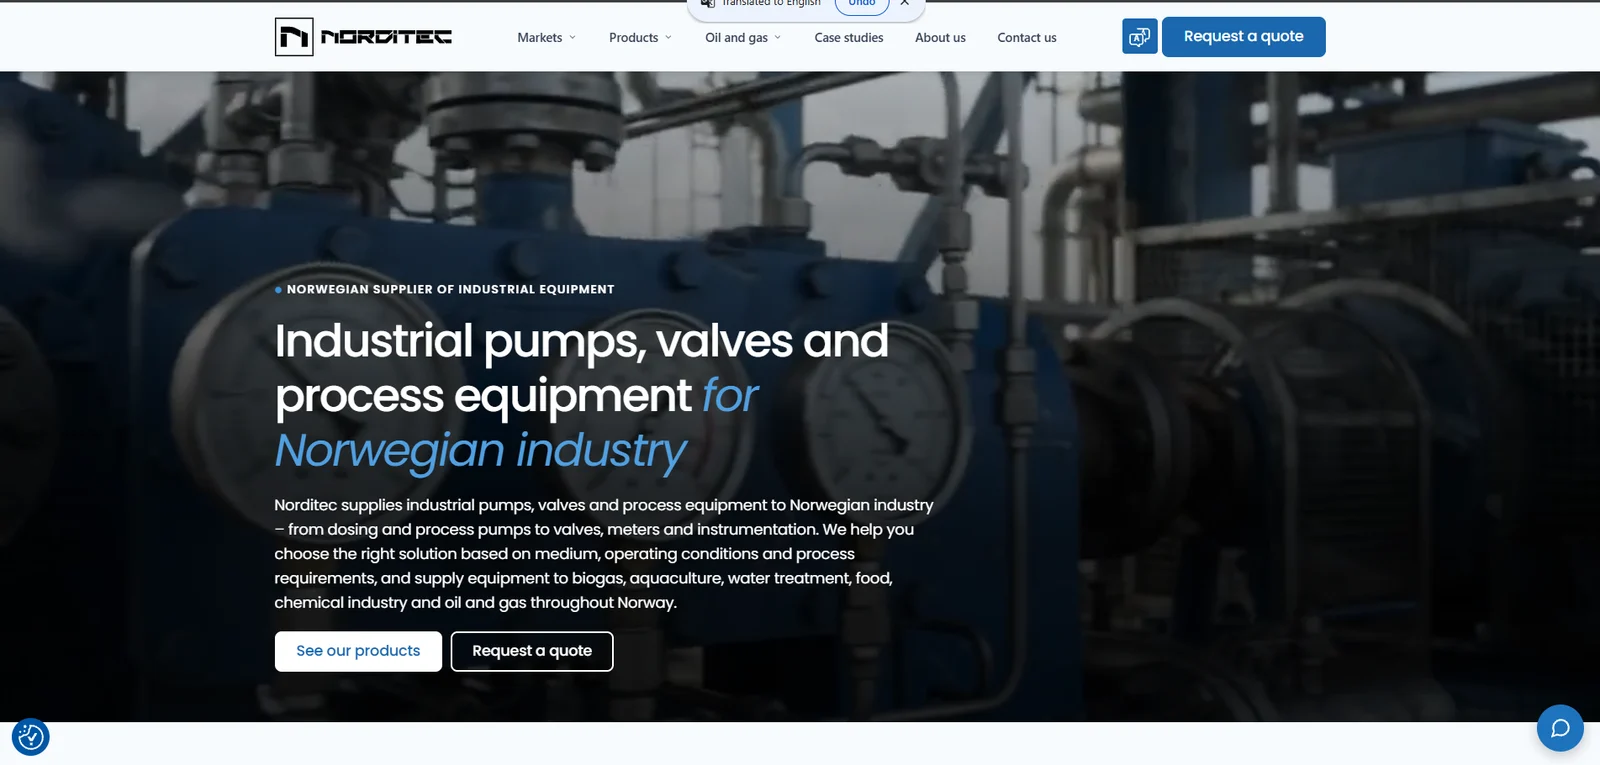 Translated to English Undo
NORDITEC Markets Products Oil and gas Case studies About us Contact us Request a quote
NORWEGIAN SUPPLIER OF INDUSTRIAL EQUIPMENT
Industrial pumps, valves and
process equipment for
Norwegian industry
Norditec supplies industrial pumps, valves and process equipment to Norwegian industry
– from dosing and process pumps to valves, meters and instrumentation. We help you
choose the right solution based on medium, operating conditions and process
requirements, and supply equipment to biogas, aquaculture, water treatment, food,
chemical industry and oil and gas throughout Norway.
See our products Request a quote